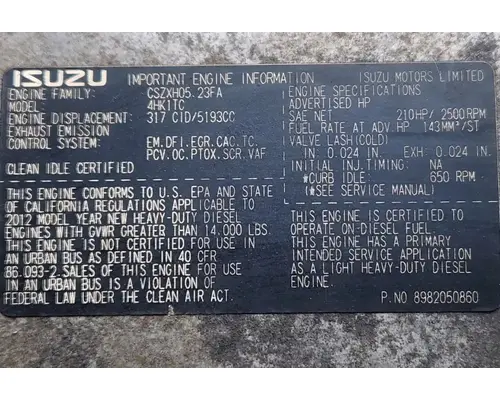 ISUZU IMPORTANT ENGINE INFORMATION ISUZU MOTORS LIMITED
ENGINE FAMILY: CSZXH05.23FA
MODEL: 4HK1TC
ENGINE DISPLACEMENT: 317 CID/5193CC
EXHAUST EMISSION
CONTROL SYSTEM: EM.DFI.EGR.CAC.TC.
PCV.OC.PTOX.SCR.VAF
CLEAN IDLE CERTIFIED
THIS ENGINE CONFORMS TO U.S. EPA AND STATE
OF CALIFORNIA REGULATIONS APPLICABLE TO
2012 MODEL YEAR NEW HEAVY-DUTY DIESEL
ENGINES WITH GVWR GREATER THAN 14.000 LBS.
THIS ENGINE IS NOT CERTIFIED FOR USE IN
AN URBAN BUS AS DEFINED IN 40 CFR
86.093-2.SALES OF THIS ENGINE FOR USE
IN AN URBAN BUS IS A VIOLATION OF
FEDERAL LAW UNDER THE CLEAN AIR ACT.
ENGINE SPECIFICATIONS
ADVERTISED HP
SAE NET 210HP/ 2500RPM
FUEL RATE AT ADV. HP 143MM³/ST
VALVE LASH(COLD)
IN 0.024 IN. EXH 0.024 IN.
INITIAL INJ.TIMING: NA
*CURB IDLE: 650 RPM
(*SEE SERVICE MANUAL)
THIS ENGINE IS CERTIFIED TO
OPERATE ON DIESEL FUEL.
THIS ENGINE HAS A PRIMARY
INTENDED SERVICE APPLICATION
AS A LIGHT HEAVY-DUTY DIESEL
ENGINE.
P.NO 8982050860